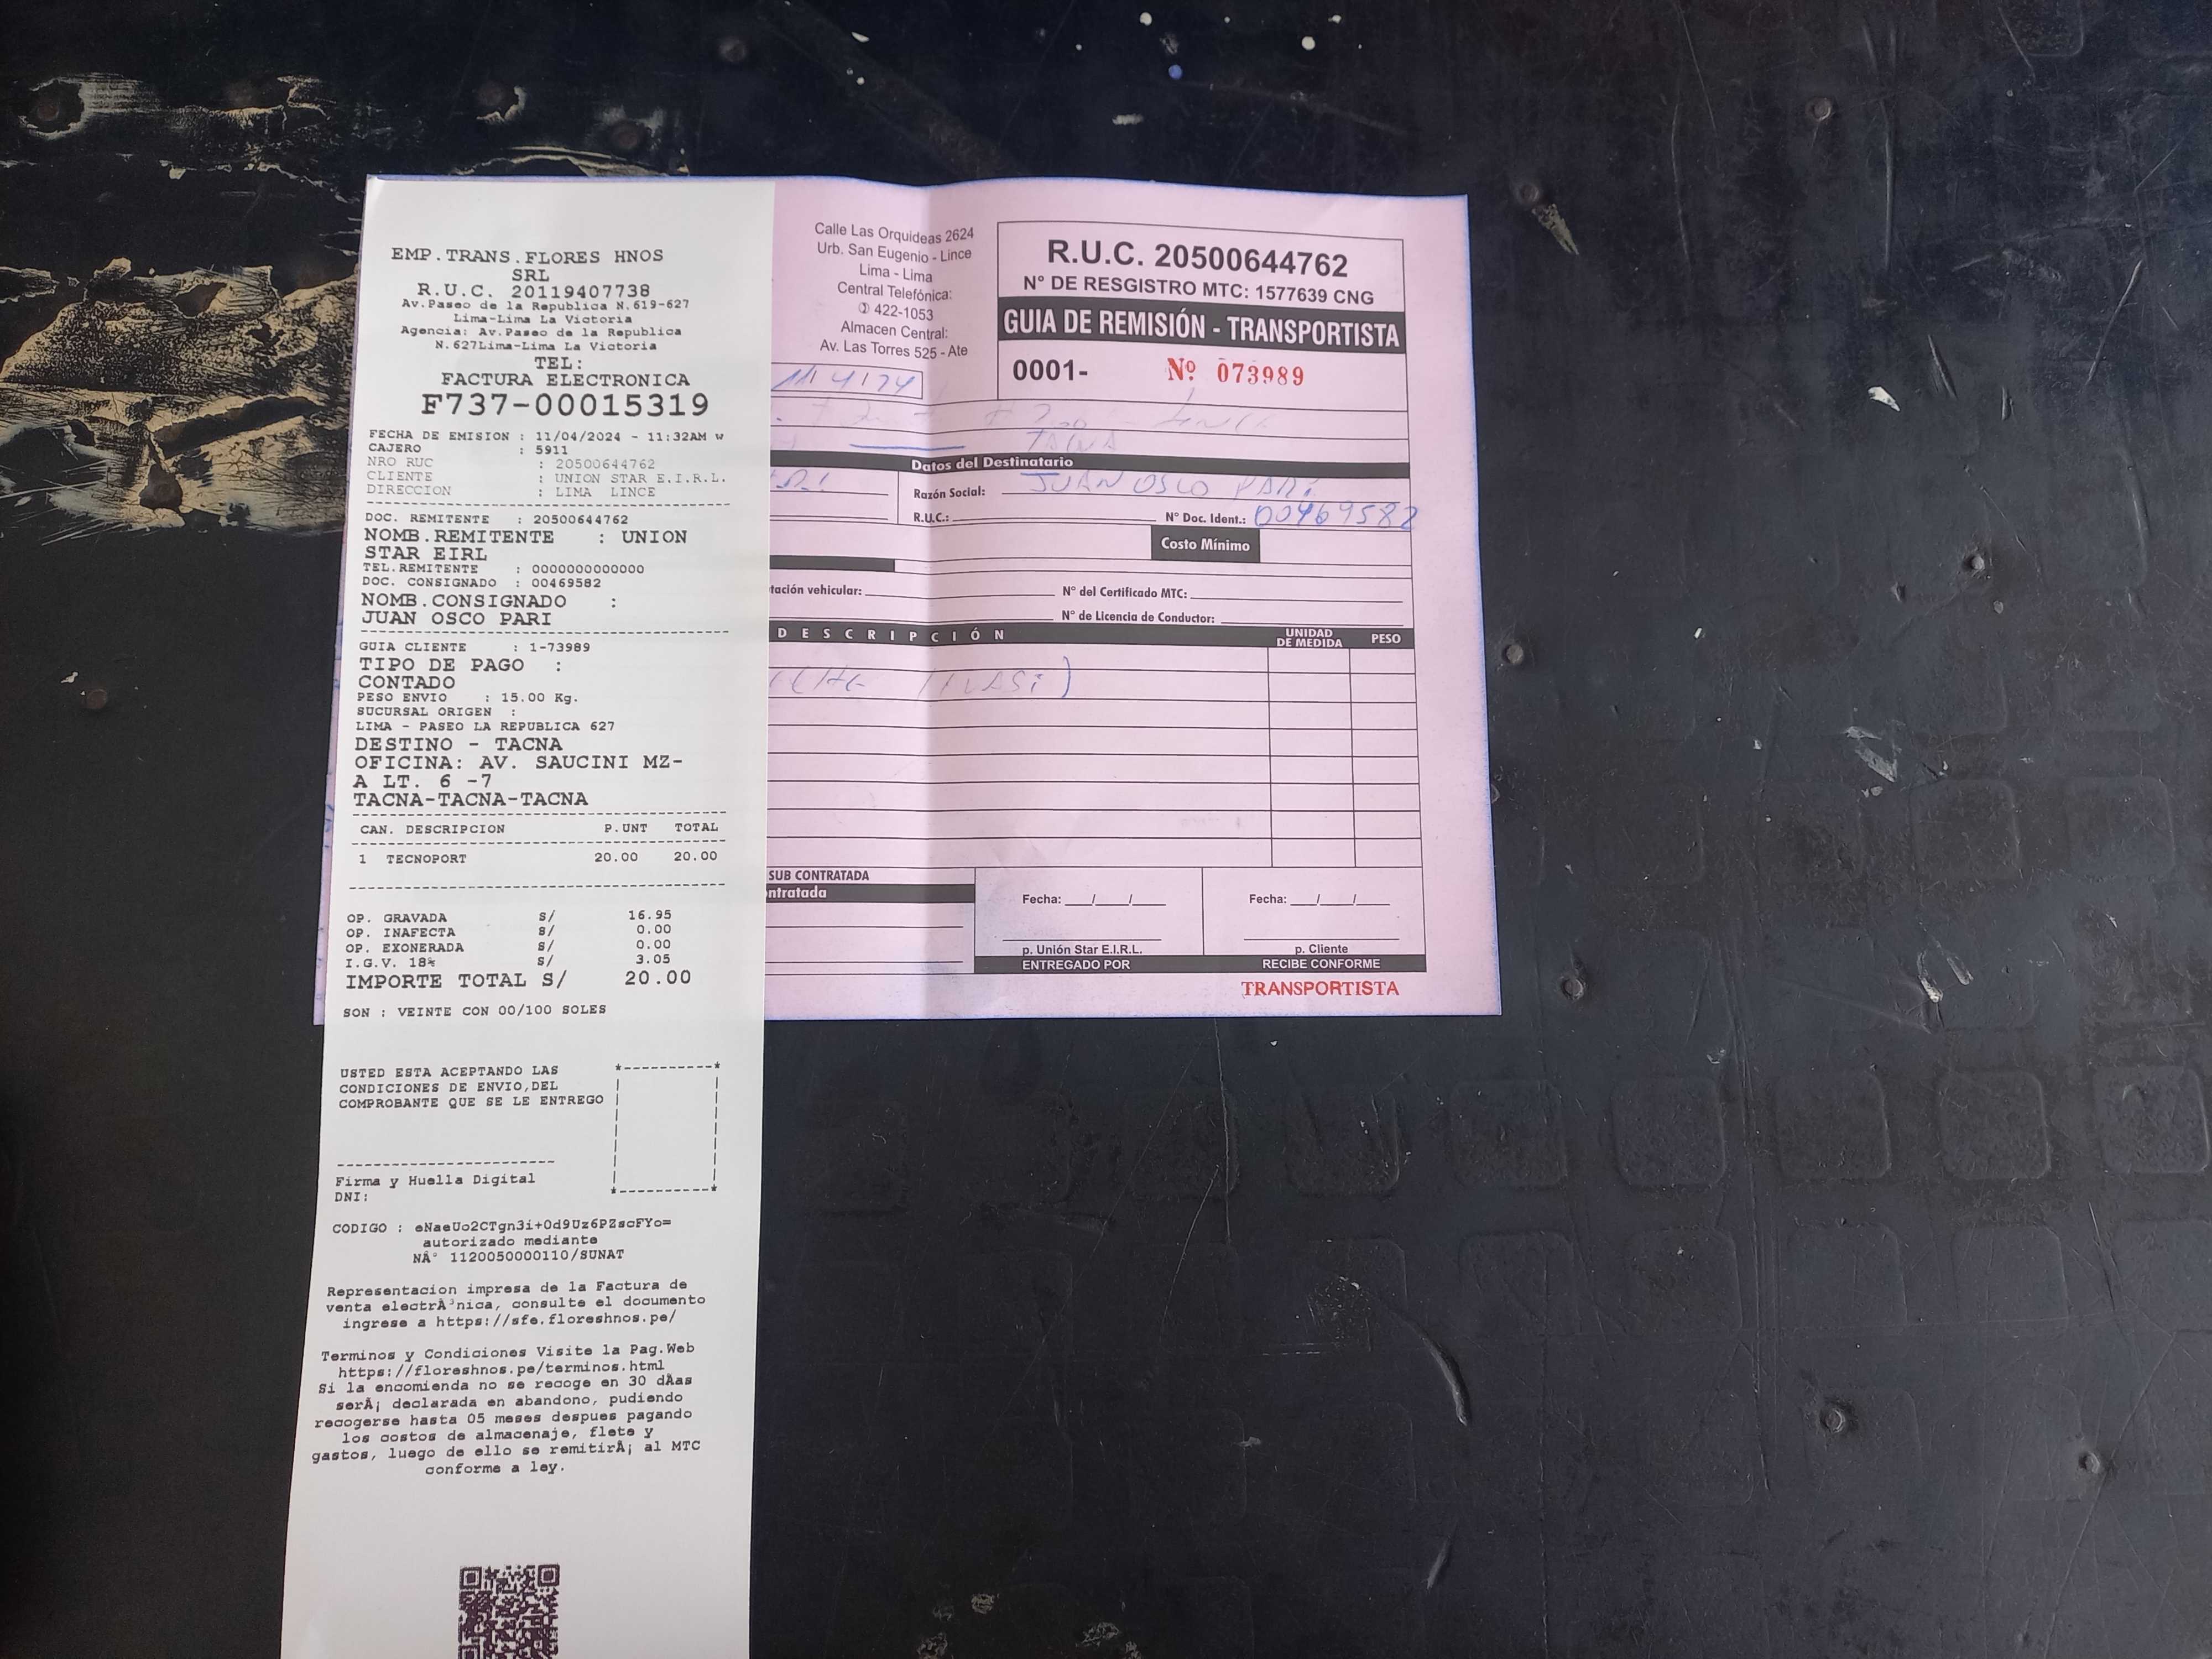 EMP.TRANS.FLORES HNOS
SRL
R.U.C. 20119407738
Av.Paseo de la Republica N.619-627
Lima-Lima La Victoria
Agencia: Av.Paseo de la Republica
N.627Lima-Lima La Victoria
TEL:
FACTURA ELECTRONICA
F737-00015319
FECHA DE EMISION : 11/04/2024 - 11:32AM w
CAJERO : 5911
NRO RUC : 20500644762
CLIENTE : UNION STAR E.I.R.L.
DIRECCION : LIMA LINCE
DOC. REMITENTE : 20500644762
NOMB.REMITENTE : UNION
STAR EIRL
TEL.REMITENTE : 0000000000000
DOC. CONSIGNADO : 00469582
NOMB.CONSIGNADO :
JUAN OSCO PARI
GUIA CLIENTE : 1-73989
TIPO DE PAGO :
CONTADO
PESO ENVIO : 15.00 Kg.
SUCURSAL ORIGEN :
LIMA - PASEO LA REPUBLICA 627
DESTINO - TACNA
OFICINA: AV. SAUCINI MZ-
A LT. 6 -7
TACNA-TACNA-TACNA
CAN. DESCRIPCION P.UNT TOTAL
1 TECNOPORT 20.00 20.00
OP. GRAVADA S/ 16.95
OP. INAFECTA S/ 0.00
OP. EXONERADA S/ 0.00
I.G.V. 18% S/ 3.05
IMPORTE TOTAL S/ 20.00
SON : VEINTE CON 00/100 SOLES
USTED ESTA ACEPTANDO LAS
CONDICIONES DE ENVIO,DEL
COMPROBANTE QUE SE LE ENTREGO
Firma y Huella Digital
DNI:
CODIGO : eNaeUo2CTgn3i+0d9Uz6PZscFYo=
autorizado mediante
NÂ° 1120050000110/SUNAT
Representacion impresa de la Factura de
venta electrÃ³nica, consulte el documento
ingrese a https://sfe.floreshnos.pe/
Terminos y Condiciones Visite la Pag.Web
https://floreshnos.pe/terminos.html
Si la encomienda no se recoge en 30 dÃas
serÃ¡ declarada en abandono, pudiendo
recogerse hasta 05 meses despues pagando
los costos de almacenaje, flete y
gastos, luego de ello se remitirÃ¡ al MTC
conforme a ley.
Calle Las Orquideas 2624
Urb. San Eugenio - Lince
Lima - Lima
Central Telefónica:
✆ 422-1053
Almacen Central:
Av. Las Torres 525 - Ate
R.U.C. 20500644762
N° DE RESGISTRO MTC: 1577639 CNG
GUIA DE REMISIÓN - TRANSPORTISTA
0001- Nº 073989
11/4/24
TACNA
Datos del Destinatario
Razón Social: JUAN OSCO PARI
R.U.C.: N° Doc. Ident.: 00469582
Costo Mínimo
tación vehicular: N° del Certificado MTC:
N° de Licencia de Conductor:
DESCRIPCIÓN UNIDAD DE MEDIDA PESO
SUB CONTRATADA
ntratada
Fecha: __/__/__ Fecha: __/__/__
p. Unión Star E.I.R.L. p. Cliente
ENTREGADO POR RECIBE CONFORME
TRANSPORTISTA